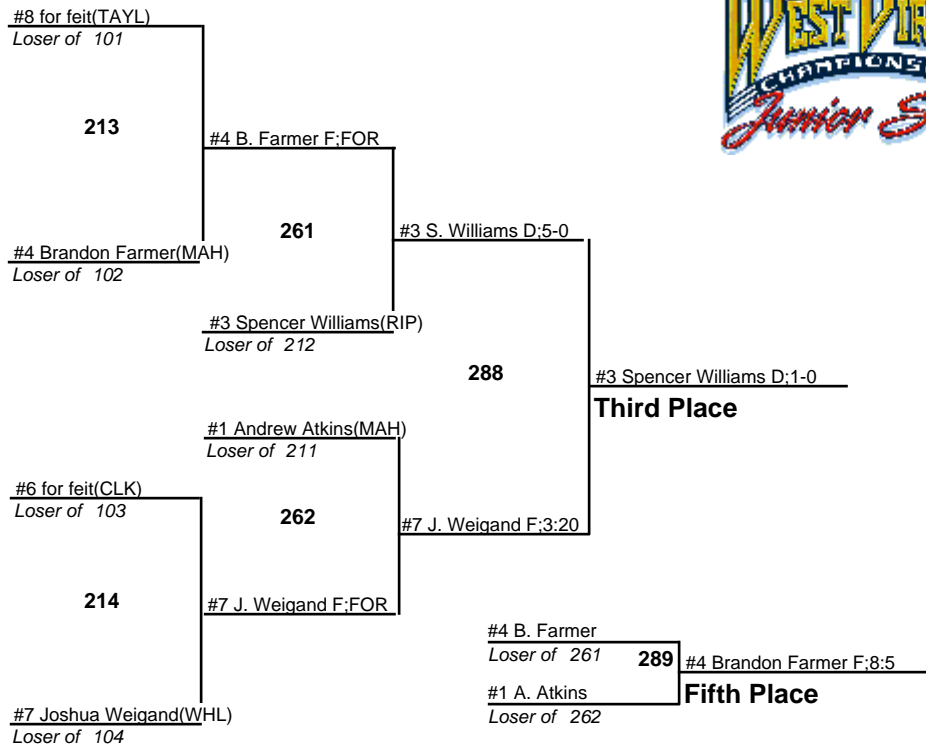 #8 for feit(TAYL)
Loser of 101
WEST VIR
CHAMPIONS
Junior S
213
#4 B. Farmer F;FOR
261
#3 S. Williams D;5-0
#4 Brandon Farmer(MAH)
Loser of 102
#3 Spencer Williams(RIP)
Loser of 212
288
#3 Spencer Williams D;1-0
Third Place
#1 Andrew Atkins(MAH)
Loser of 211
#6 for feit(CLK)
Loser of 103
262
#7 J. Weigand F;3:20
214
#7 J. Weigand F;FOR
#4 B. Farmer
Loser of 261
289
#4 Brandon Farmer F;8:5
Fifth Place
#1 A. Atkins
Loser of 262
#7 Joshua Weigand(WHL)
Loser of 104